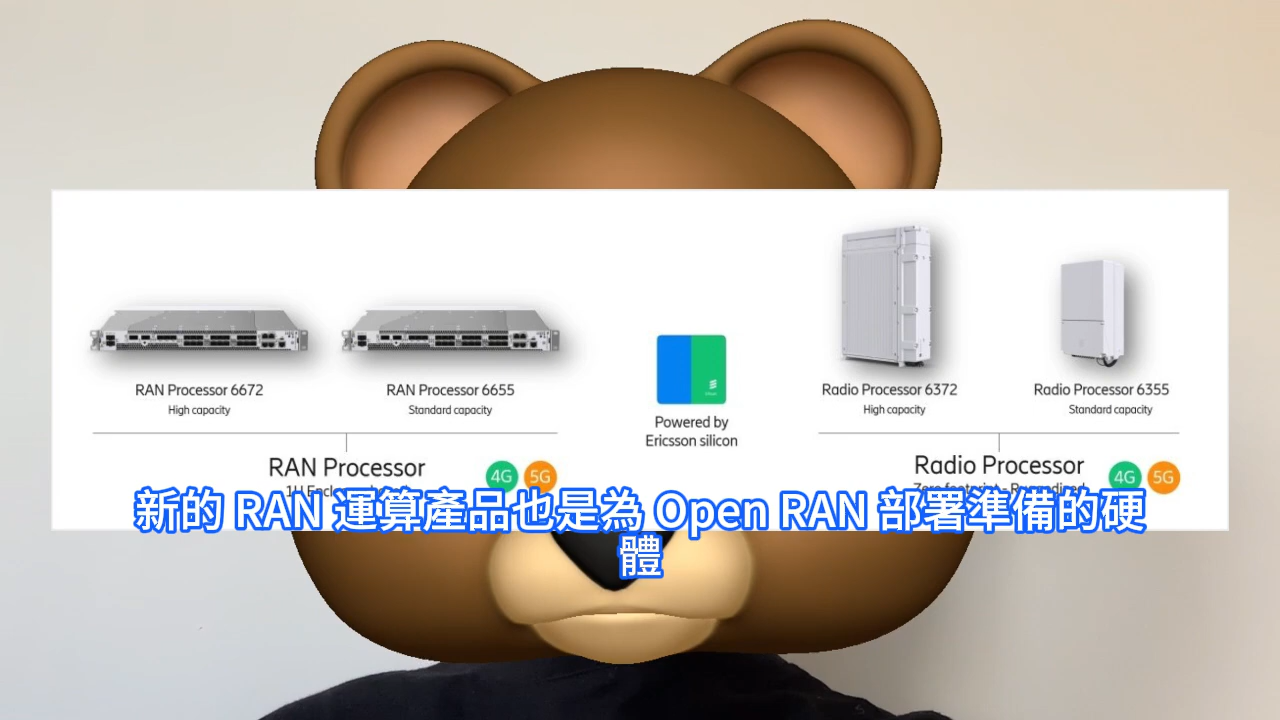 RAN Processor 6672
High capacity
RAN Processor 6655
Standard capacity
Powered by
Ericsson silicon
Radio Processor 6372
High capacity
Radio Processor 6355
Standard capacity
RAN Processor
4G
5G
Radio Processor
4G
5G
新的 RAN 運算產品也是為 Open RAN 部署準備的硬
體